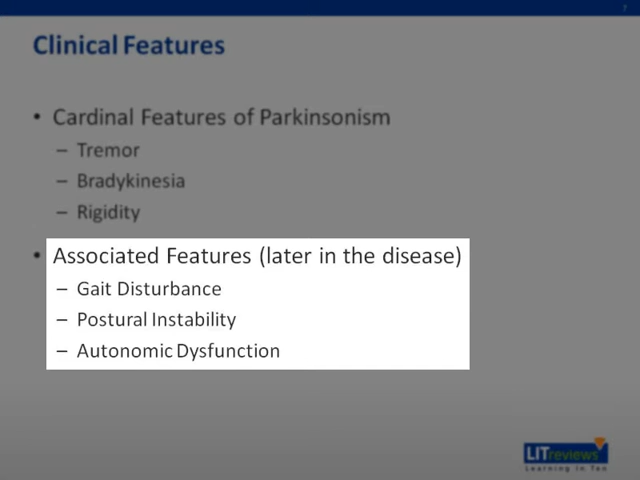 7
Clinical Features
• Cardinal Features of Parkinsonism
– Tremor
– Bradykinesia
– Rigidity
• Associated Features (later in the disease)
– Gait Disturbance
– Postural Instability
– Autonomic Dysfunction
LITreviews
Learning in Ten